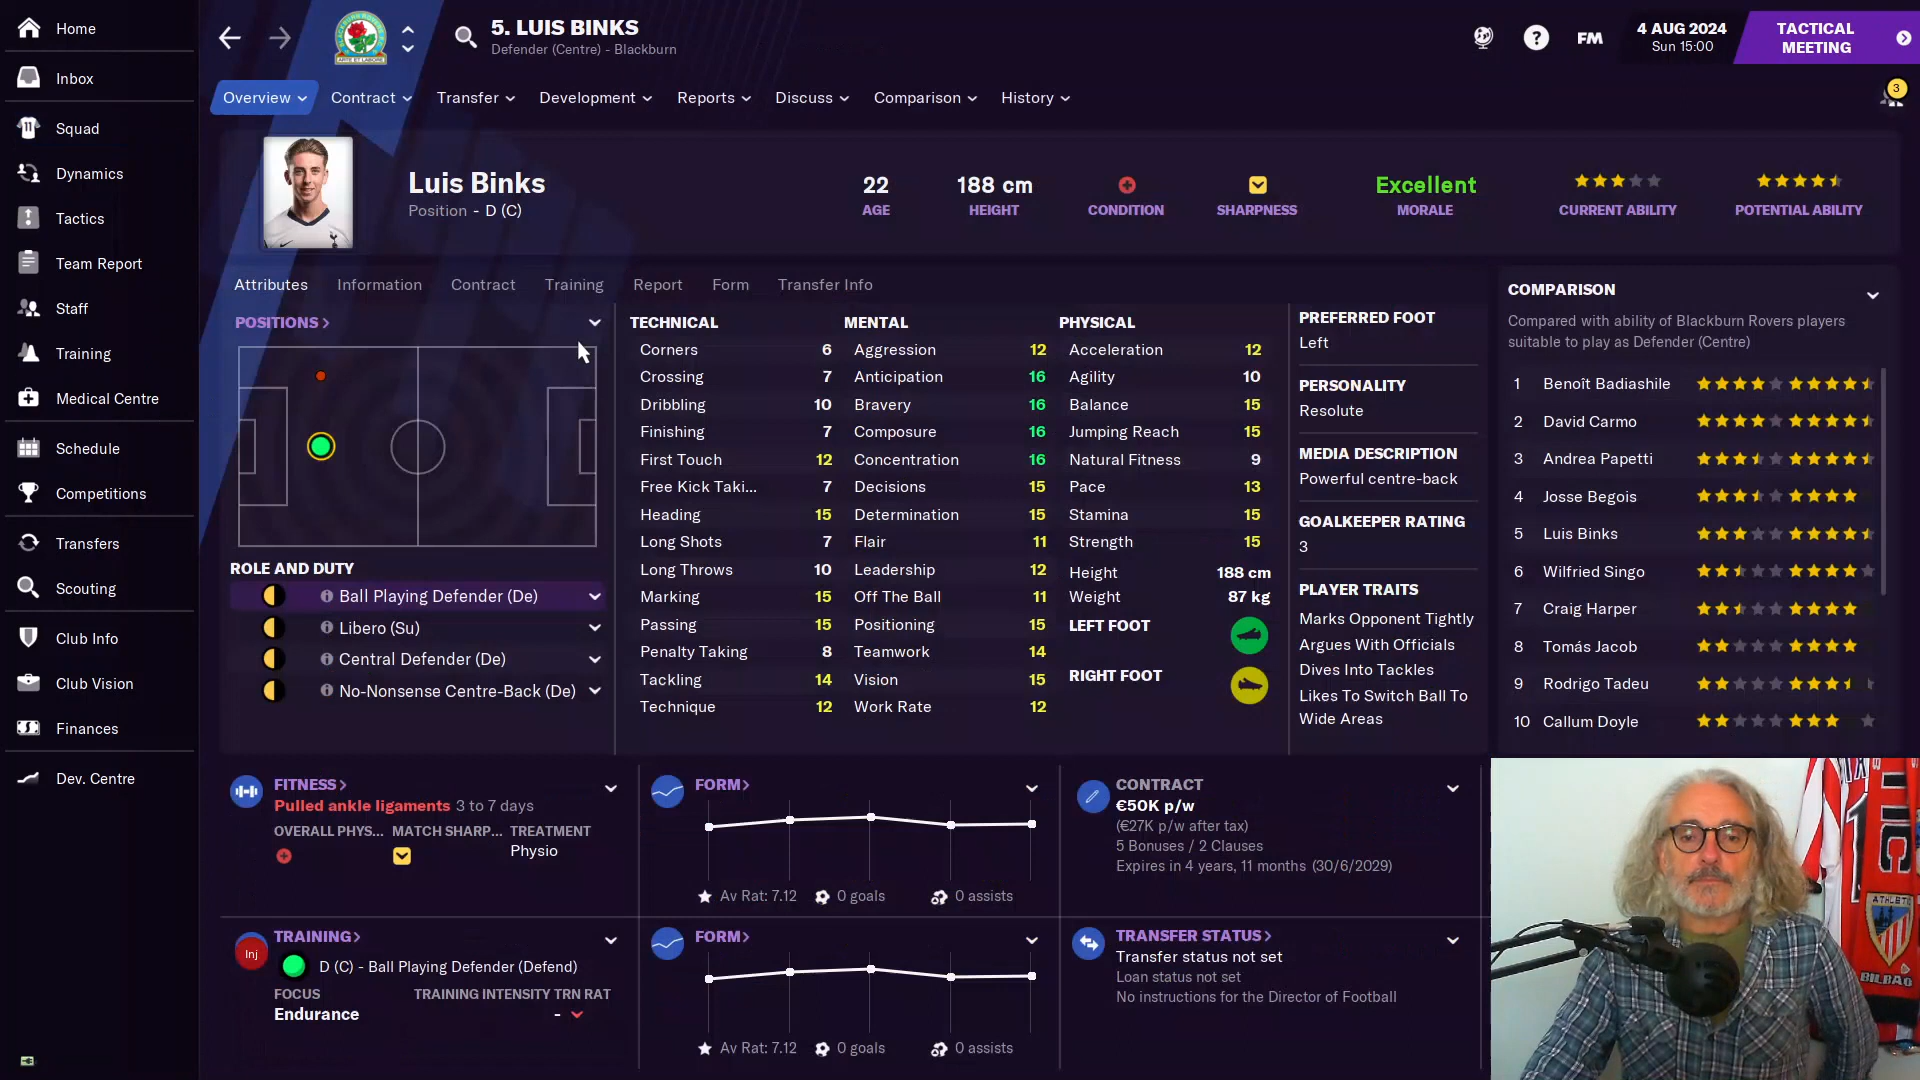 Home
Inbox
Squad
Dynamics
Tactics
Team Report
Staff
Training
Medical Centre
Schedule
Competitions
Transfers
Scouting
Club Info
Club Vision
Finances
Dev. Centre
5. LUIS BINKS
Defender (Centre) - Blackburn
FM
4 AUG 2024
Sun 15:00
TACTICAL
MEETING
Overview
Contract
Transfer
Development
Reports
Discuss
Comparison
History
3
Luis Binks
Position - D (C)
22
AGE
188 cm
HEIGHT
CONDITION
SHARPNESS
Excellent
MORALE
CURRENT ABILITY
POTENTIAL ABILITY
Attributes
Information
Contract
Training
Report
Form
Transfer Info
POSITIONS
ROLE AND DUTY
Ball Playing Defender (De)
Libero (Su)
Central Defender (De)
No-Nonsense Centre-Back (De)
TECHNICAL
Corners 6
Crossing 7
Dribbling 10
Finishing 7
First Touch 12
Free Kick Taki... 7
Heading 15
Long Shots 7
Long Throws 10
Marking 15
Passing 15
Penalty Taking 8
Tackling 14
Technique 12
MENTAL
Aggression 12
Anticipation 16
Bravery 16
Composure 16
Concentration 16
Decisions 15
Determination 15
Flair 11
Leadership 12
Off The Ball 11
Positioning 15
Teamwork 14
Vision 15
Work Rate 12
PHYSICAL
Acceleration 12
Agility 10
Balance 15
Jumping Reach 15
Natural Fitness 9
Pace 13
Stamina 15
Strength 15
Height 188 cm
Weight 87 kg
LEFT FOOT
RIGHT FOOT
PREFERRED FOOT
Left
PERSONALITY
Resolute
MEDIA DESCRIPTION
Powerful centre-back
GOALKEEPER RATING
3
PLAYER TRAITS
Marks Opponent Tightly
Argues With Officials
Dives Into Tackles
Likes To Switch Ball To
Wide Areas
COMPARISON
Compared with ability of Blackburn Rovers players
suitable to play as Defender (Centre)
1 Benoît Badiashile
2 David Carmo
3 Andrea Papetti
4 Josse Begois
5 Luis Binks
6 Wilfried Singo
7 Craig Harper
8 Tomás Jacob
9 Rodrigo Tadeu
10 Callum Doyle
FITNESS
Pulled ankle ligaments 3 to 7 days
OVERALL PHYS... MATCH SHARP... TREATMENT
Physio
FORM
Av Rat: 7.12 0 goals 0 assists
CONTRACT
€50K p/w
(€27K p/w after tax)
5 Bonuses / 2 Clauses
Expires in 4 years, 11 months (30/6/2029)
Inj
TRAINING
D (C) - Ball Playing Defender (Defend)
FOCUS TRAINING INTENSITY TRN RAT
Endurance -
FORM
Av Rat: 7.12 0 goals 0 assists
TRANSFER STATUS
Transfer status not set
Loan status not set
No instructions for the Director of Football
BILBAO